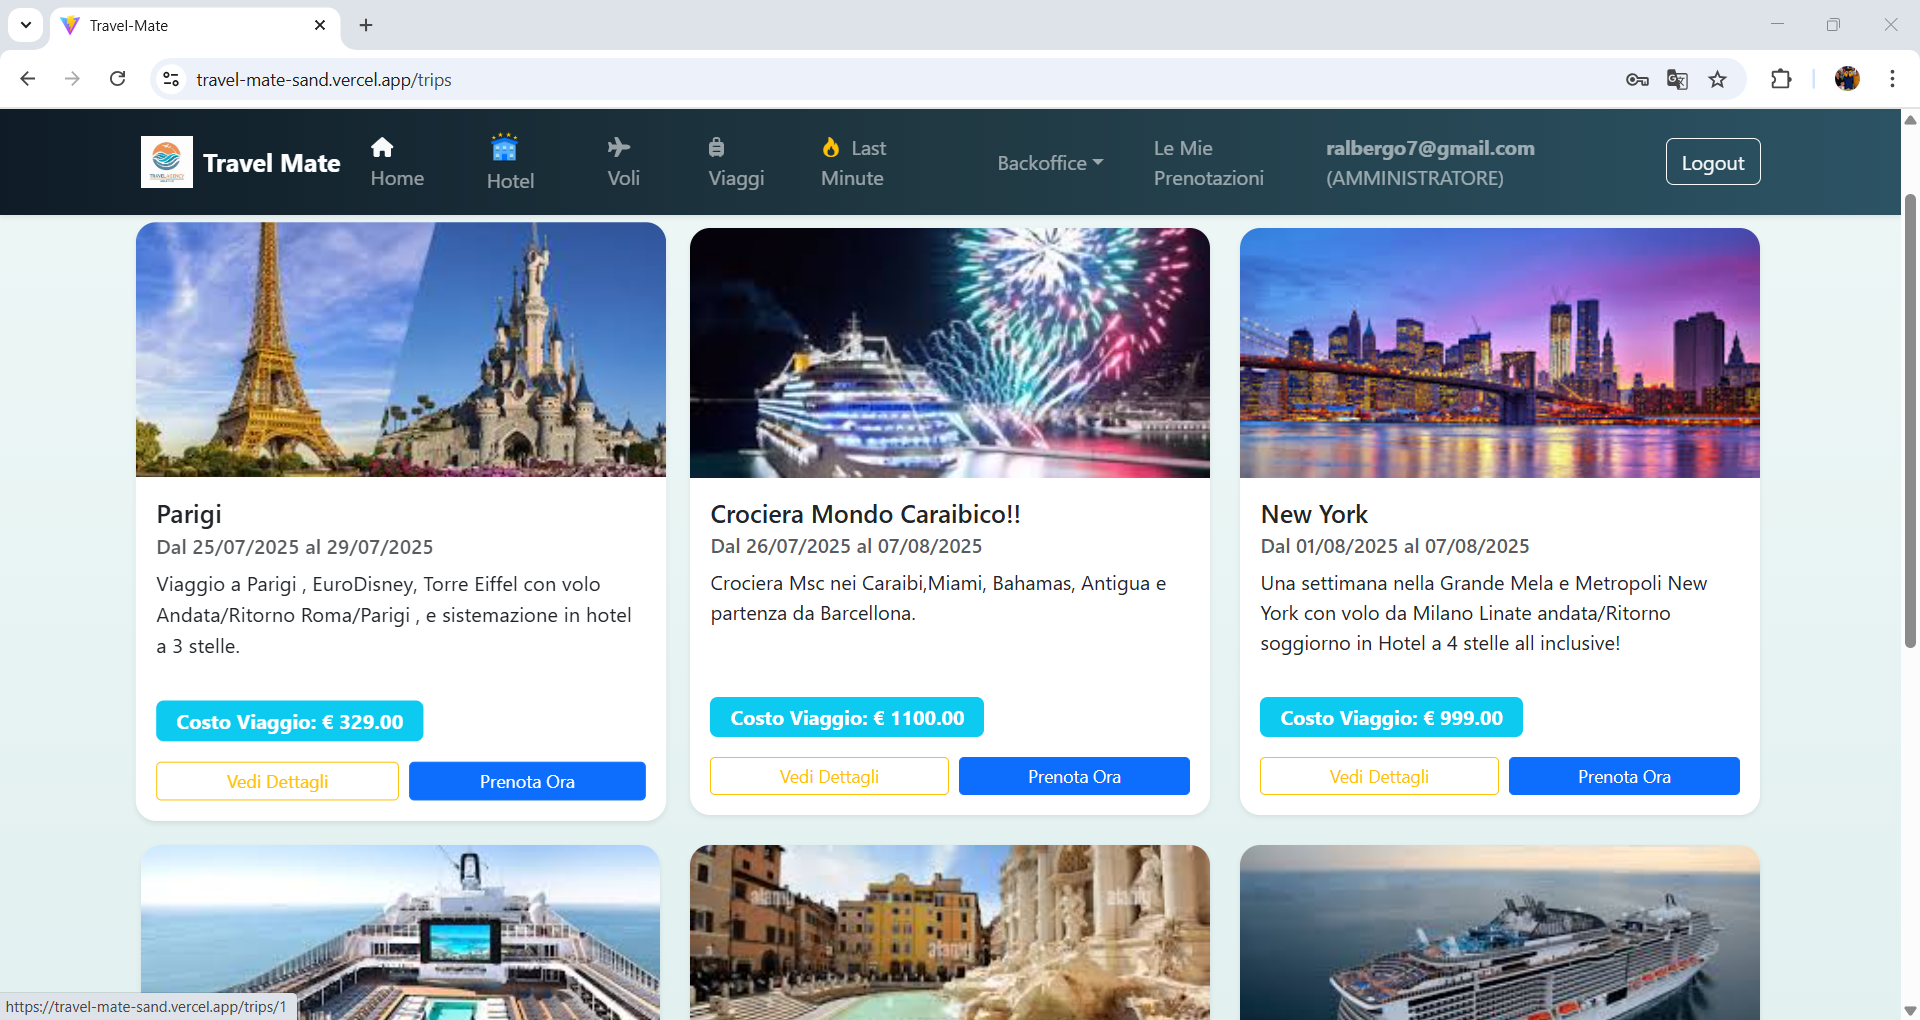 Travel-Mate
travel-mate-sand.vercel.app/trips
Travel Mate
Home
Hotel
Voli
Viaggi
Last
Minute
Backoffice
Le Mie
Prenotazioni
ralbergo7@gmail.com
(AMMINISTRATORE)
Logout
Parigi
Dal 25/07/2025 al 29/07/2025
Viaggio a Parigi , EuroDisney, Torre Eiffel con volo
Andata/Ritorno Roma/Parigi , e sistemazione in hotel
a 3 stelle.
Costo Viaggio: € 329.00
Vedi Dettagli
Prenota Ora
Crociera Mondo Caraibico!!
Dal 26/07/2025 al 07/08/2025
Crociera Msc nei Caraibi,Miami, Bahamas, Antigua e
partenza da Barcellona.
Costo Viaggio: € 1100.00
Vedi Dettagli
Prenota Ora
New York
Dal 01/08/2025 al 07/08/2025
Una settimana nella Grande Mela e Metropoli New
York con volo da Milano Linate andata/Ritorno
soggiorno in Hotel a 4 stelle all inclusive!
Costo Viaggio: € 999.00
Vedi Dettagli
Prenota Ora
alamy
alamy
alamy
https://travel-mate-sand.vercel.app/trips/1